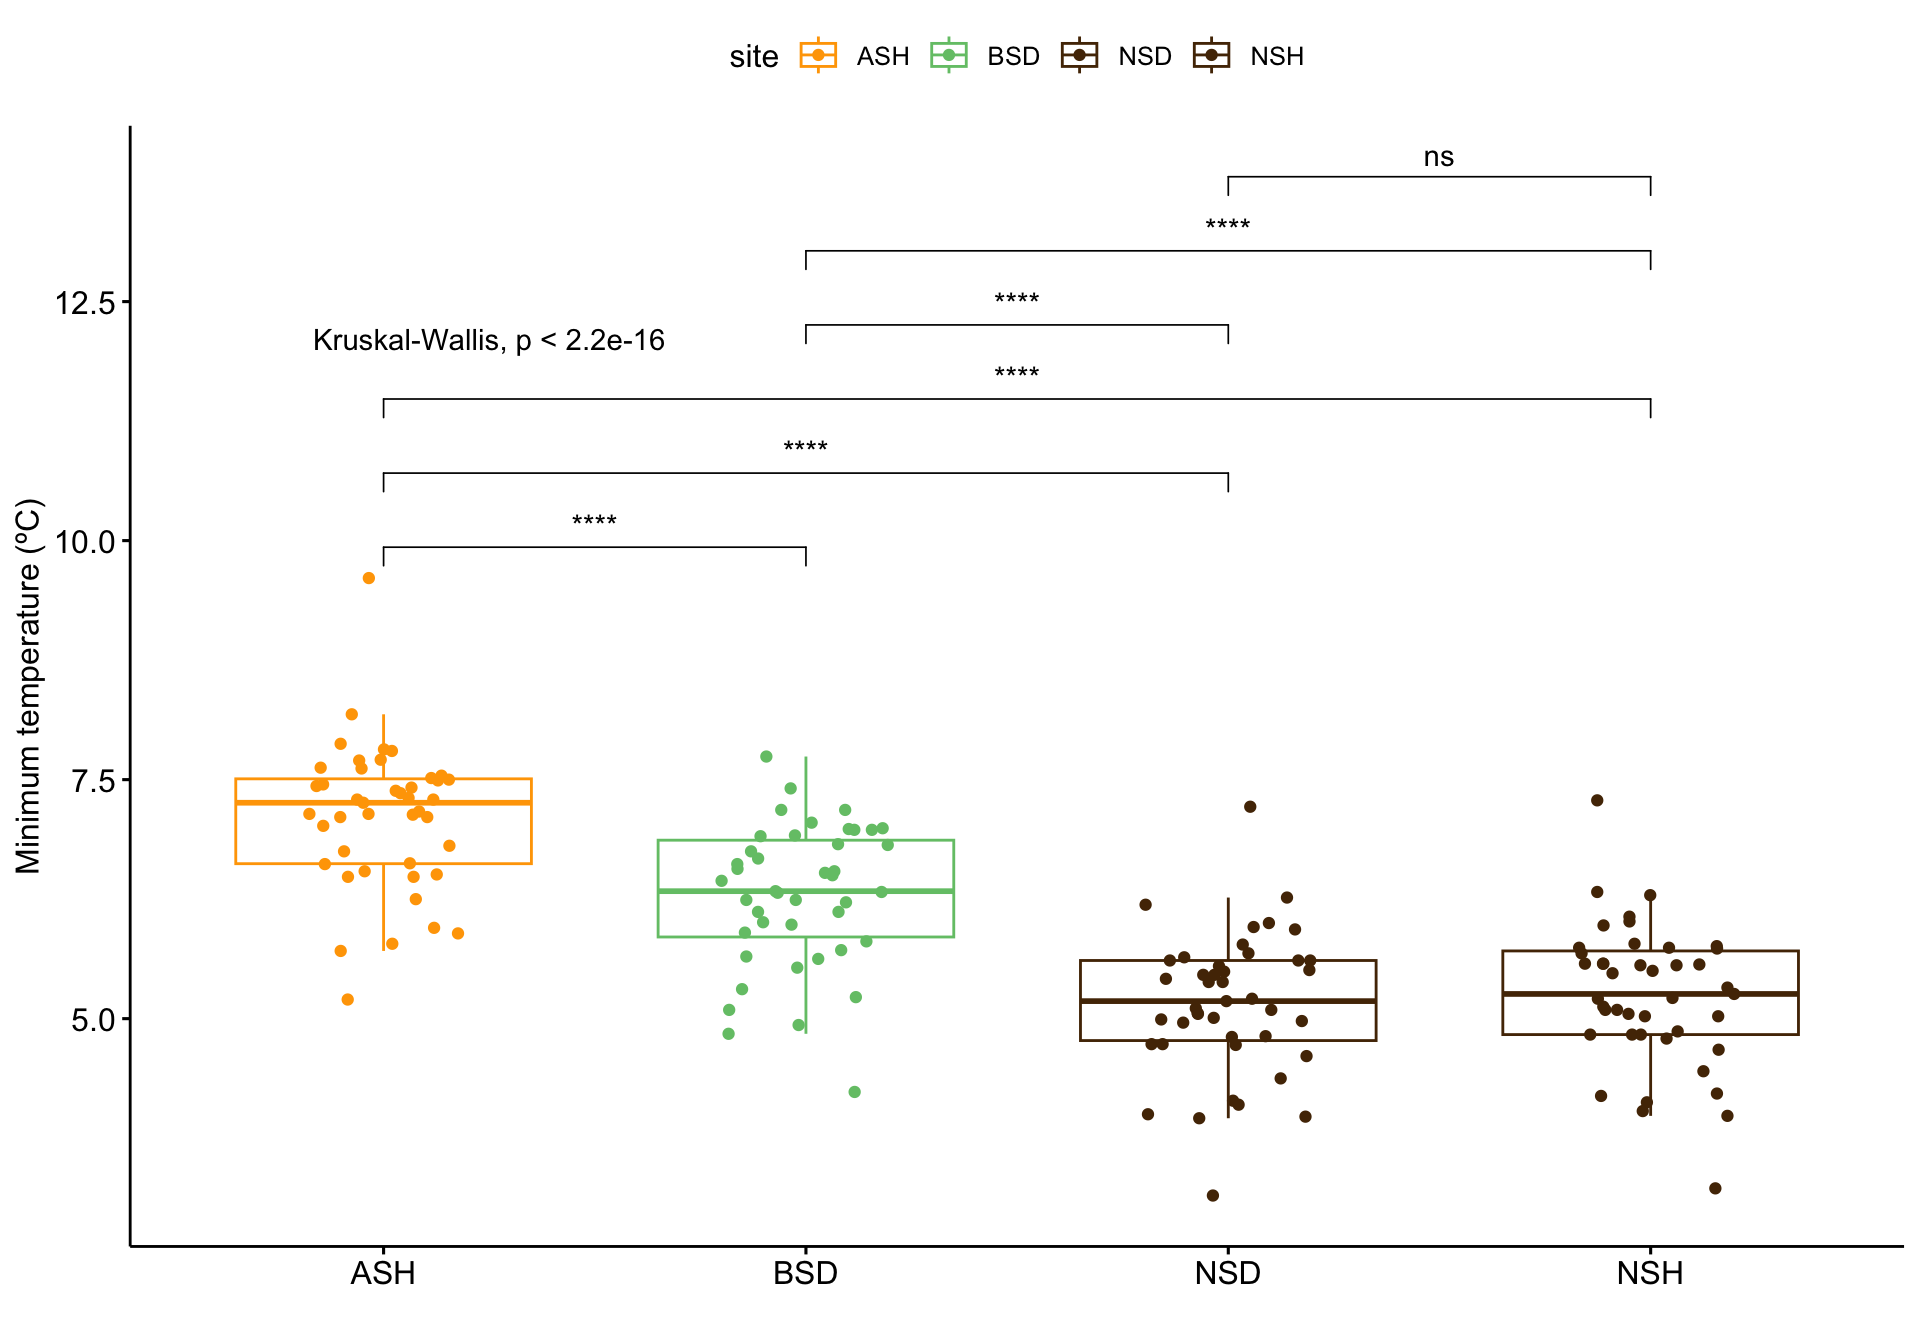 site ASH BSD NSD NSH
ns
****
12.5
****
Kruskal-Wallis, p < 2.2e-16
****
****
****
10.0
Minimum temperature (ºC)
7.5
5.0
ASH BSD NSD NSH